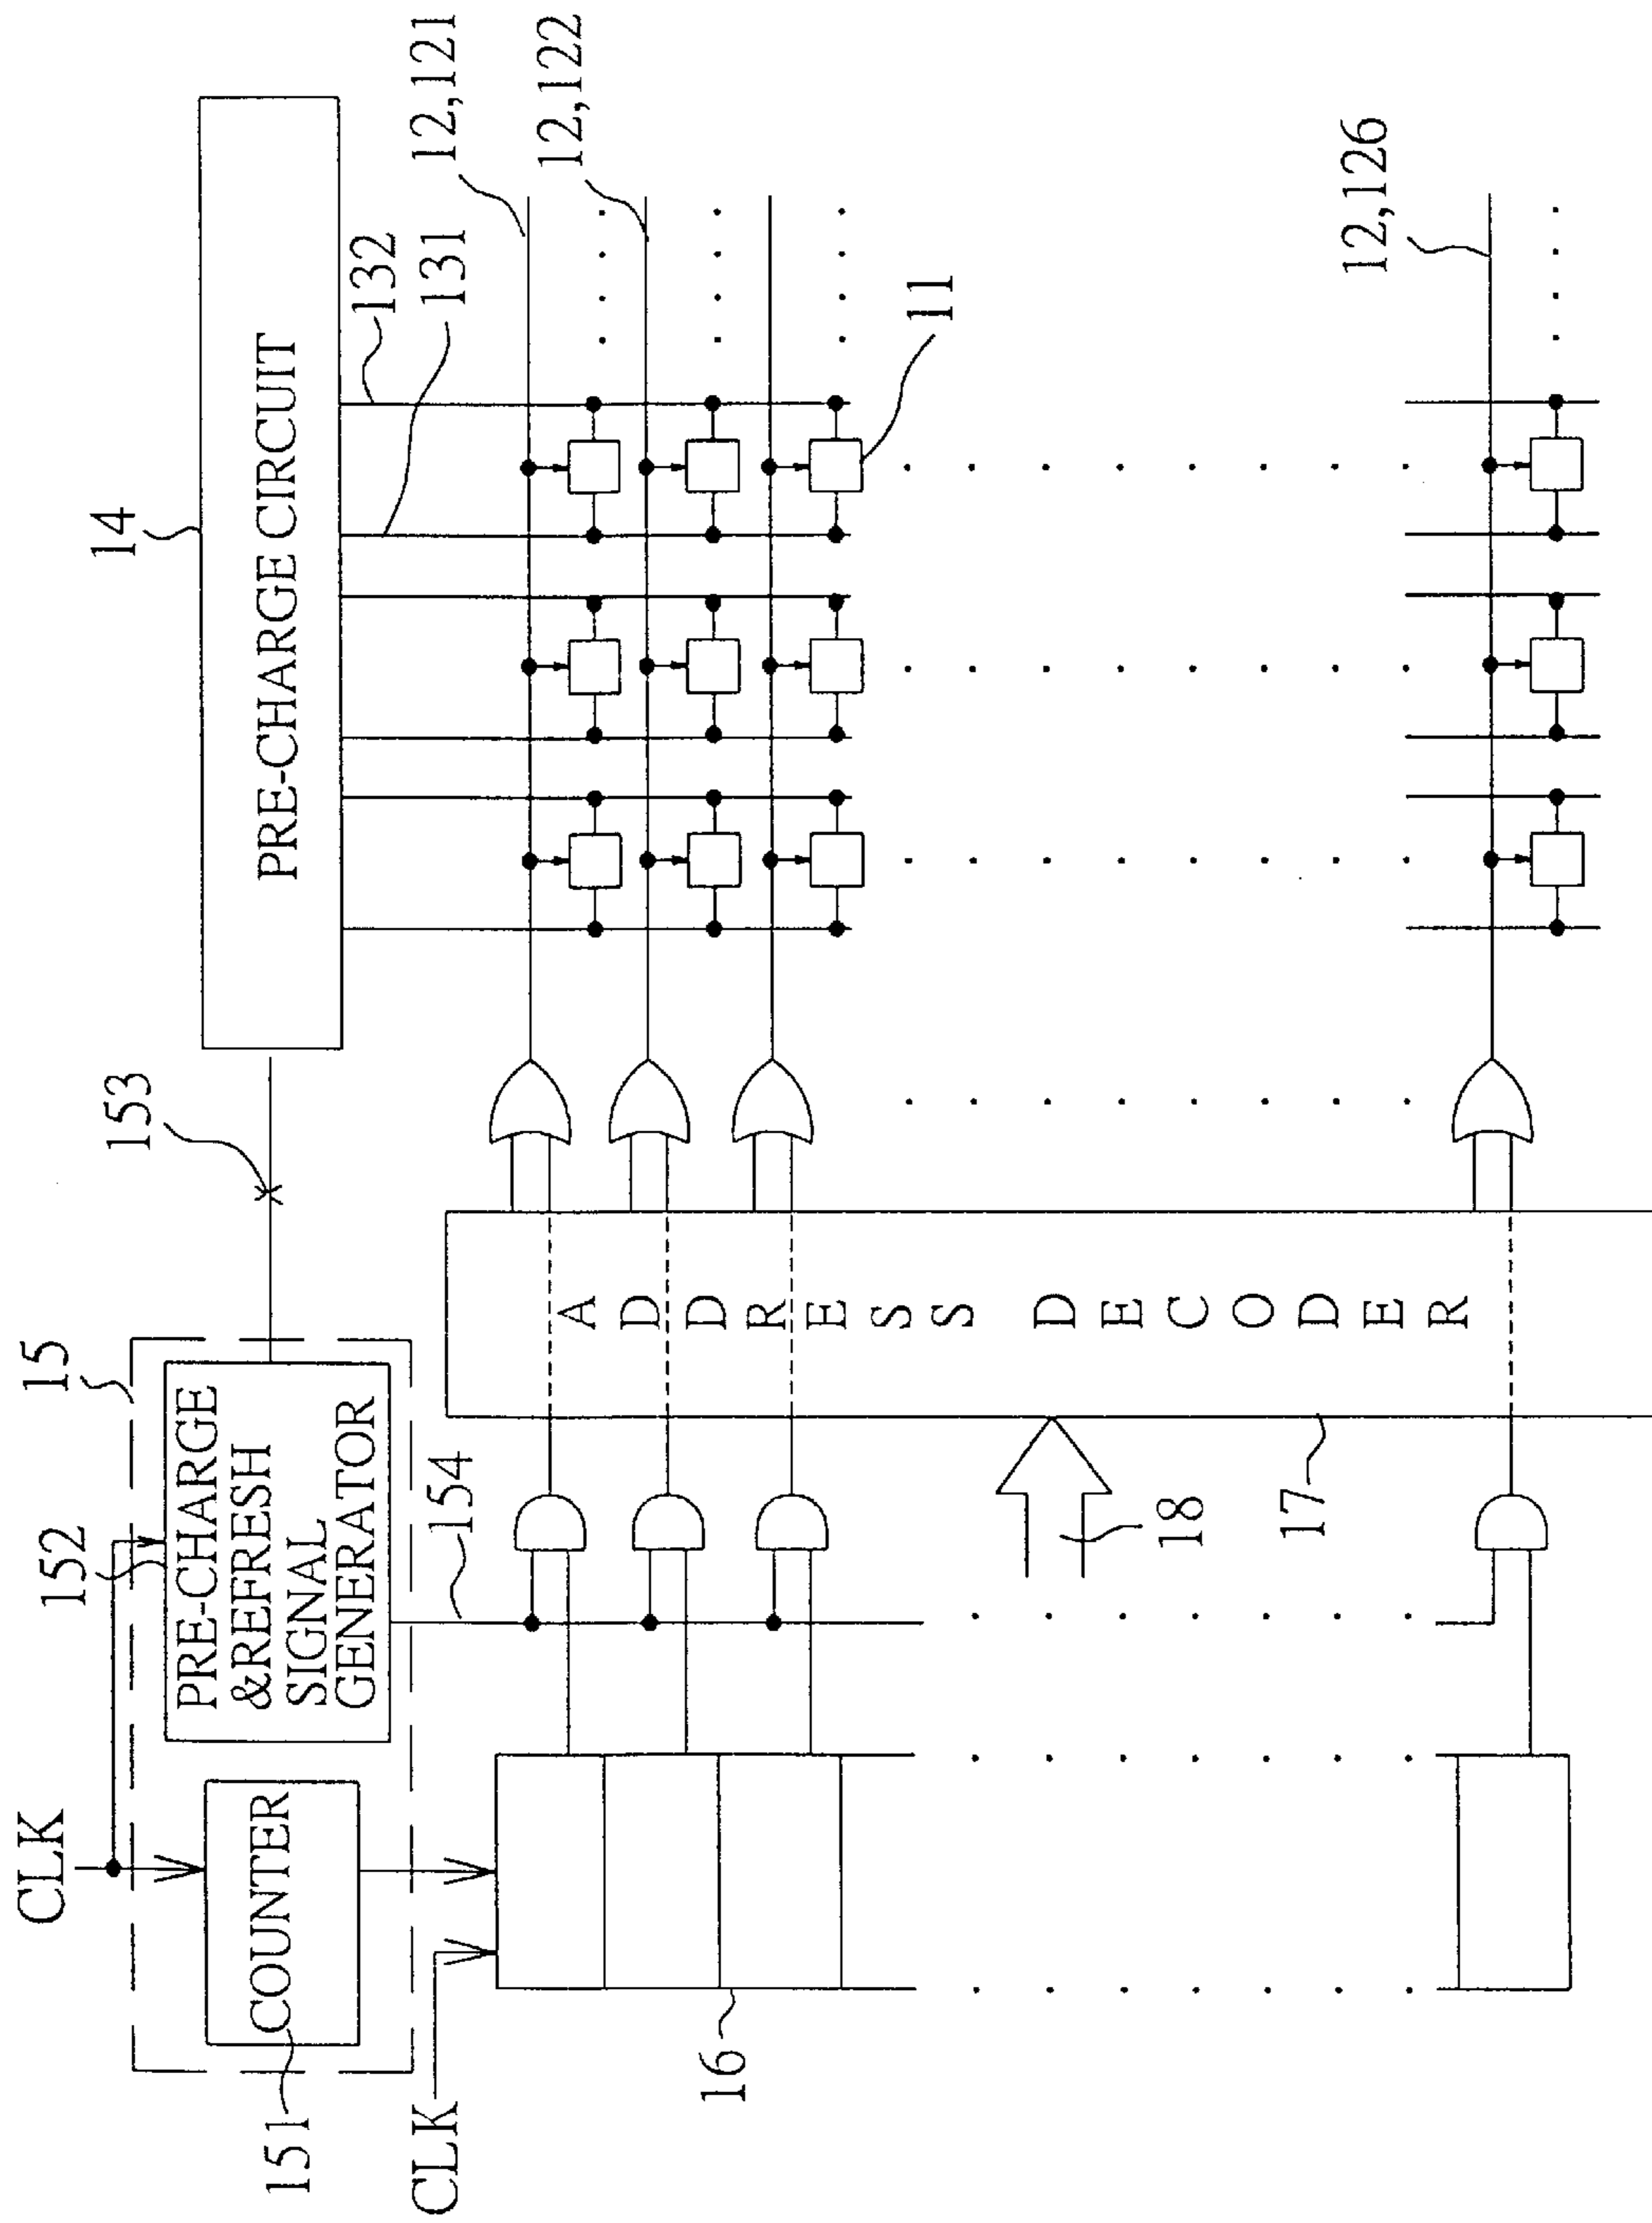 CLK
15
152
153
14
COUNTER
PRE-CHARGE
&REFRESH
SIGNAL
GENERATOR
PRE-CHARGE CIRCUIT
151
132
131
12,121
154
12,122
CLK
ADDRESS DECODER
11
16
18
17
12,126